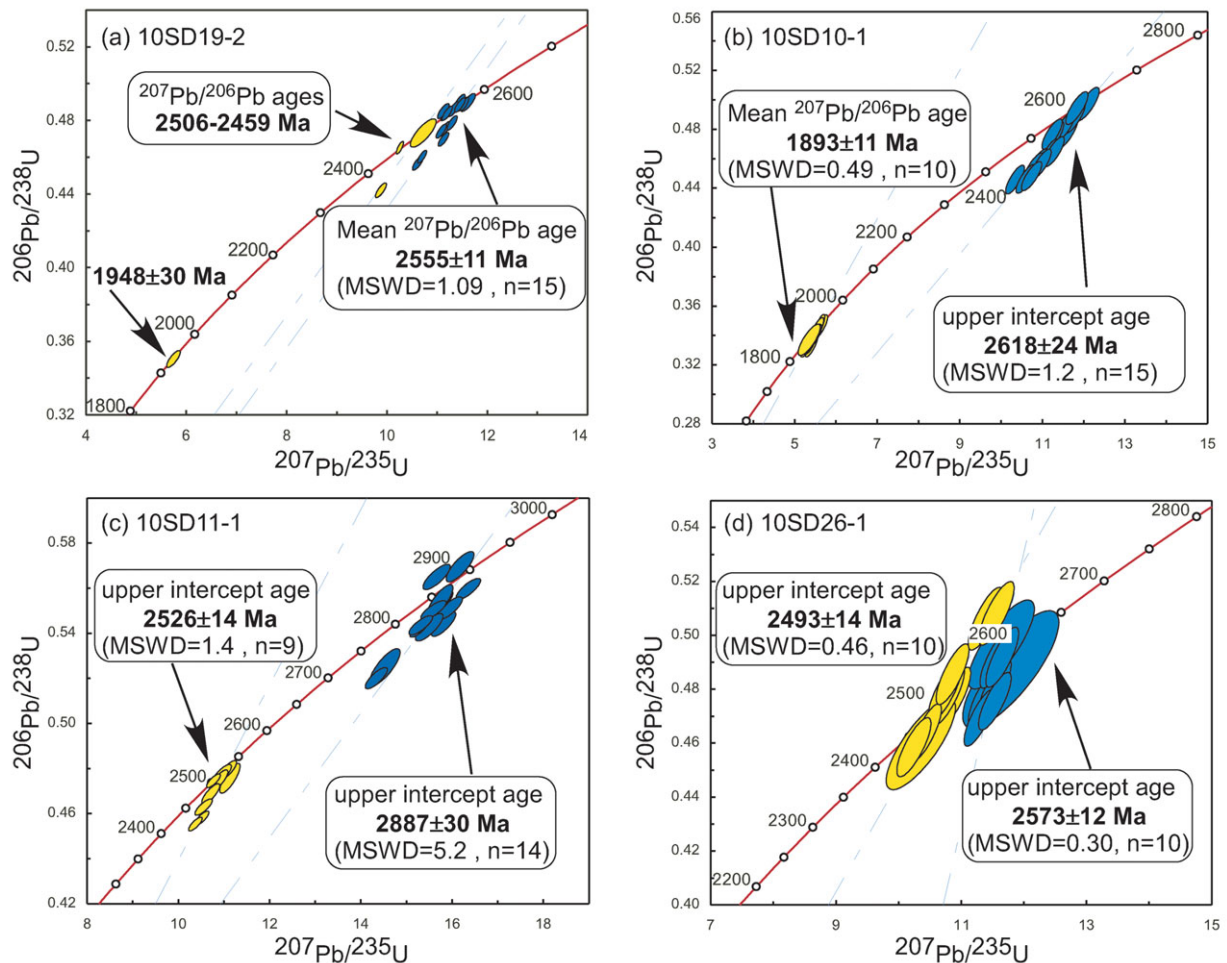 (a) 10SD19-2
207Pb/206Pb ages
2506-2459 Ma
Mean 207Pb/206Pb age
2555±11 Ma
(MSWD=1.09 , n=15)
1948±30 Ma
2600
2400
2200
2000
1800
0.52
0.48
0.44
0.40
0.36
0.32
4
6
8
10
12
14
206Pb/238U
207Pb/235U
(b) 10SD10-1
Mean 207Pb/206Pb age
1893±11 Ma
(MSWD=0.49 , n=10)
upper intercept age
2618±24 Ma
(MSWD=1.2 , n=15)
2800
2600
2400
2200
2000
1800
0.56
0.52
0.48
0.44
0.40
0.36
0.32
0.28
3
5
7
9
11
13
15
206Pb/238U
207Pb/235U
(c) 10SD11-1
upper intercept age
2526±14 Ma
(MSWD=1.4 , n=9)
upper intercept age
2887±30 Ma
(MSWD=5.2 , n=14)
3000
2900
2800
2700
2600
2500
2400
0.58
0.54
0.50
0.46
0.42
8
10
12
14
16
18
206Pb/238U
207Pb/235U
(d) 10SD26-1
upper intercept age
2493±14 Ma
(MSWD=0.46, n=10)
upper intercept age
2573±12 Ma
(MSWD=0.30, n=10)
2800
2700
2600
2500
2400
2300
2200
0.54
0.52
0.50
0.48
0.46
0.44
0.42
0.40
7
9
11
13
15
206Pb/238U
207Pb/235U